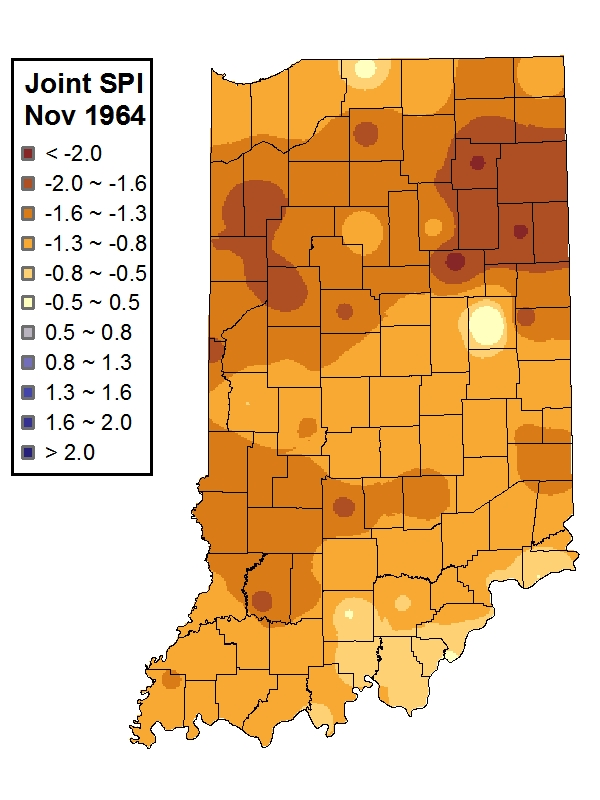 Joint SPI
Nov 1964
< -2.0
-2.0 ~ -1.6
-1.6 ~ -1.3
-1.3 ~ -0.8
-0.8 ~ -0.5
-0.5 ~ 0.5
0.5 ~ 0.8
0.8 ~ 1.3
1.3 ~ 1.6
1.6 ~ 2.0
> 2.0